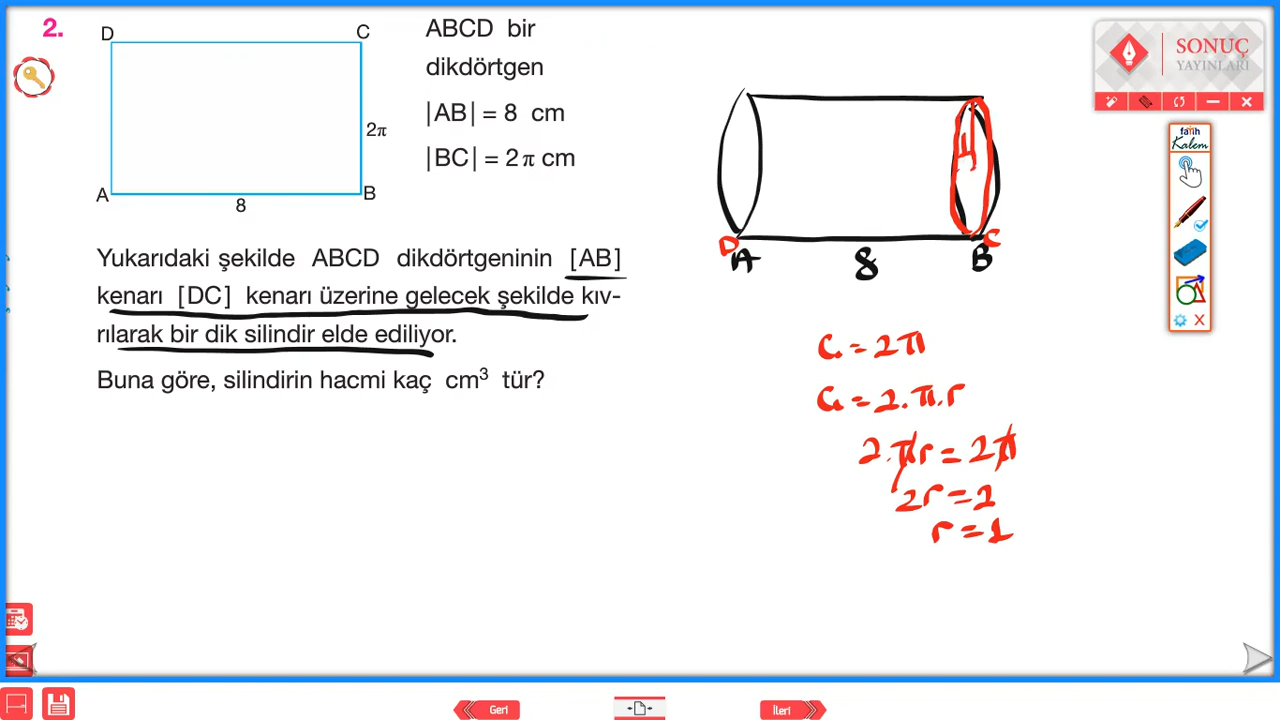 2.
D
C
A
B
8
2π
ABCD bir
dikdörtgen
|AB| = 8 cm
|BC| = 2π cm
Yukarıdaki şekilde ABCD dikdörtgeninin [AB]
kenarı [DC] kenarı üzerine gelecek şekilde kıv-
rılarak bir dik silindir elde ediliyor.
Buna göre, silindirin hacmi kaç cm³ tür?
D
A
8
C
B
Ç = 2π
Ç = 2.π.r
2.πr = 2π
2r = 2
r = 1
SONUÇ
YAYINLARI
fatih
Kalem
Geri
İleri